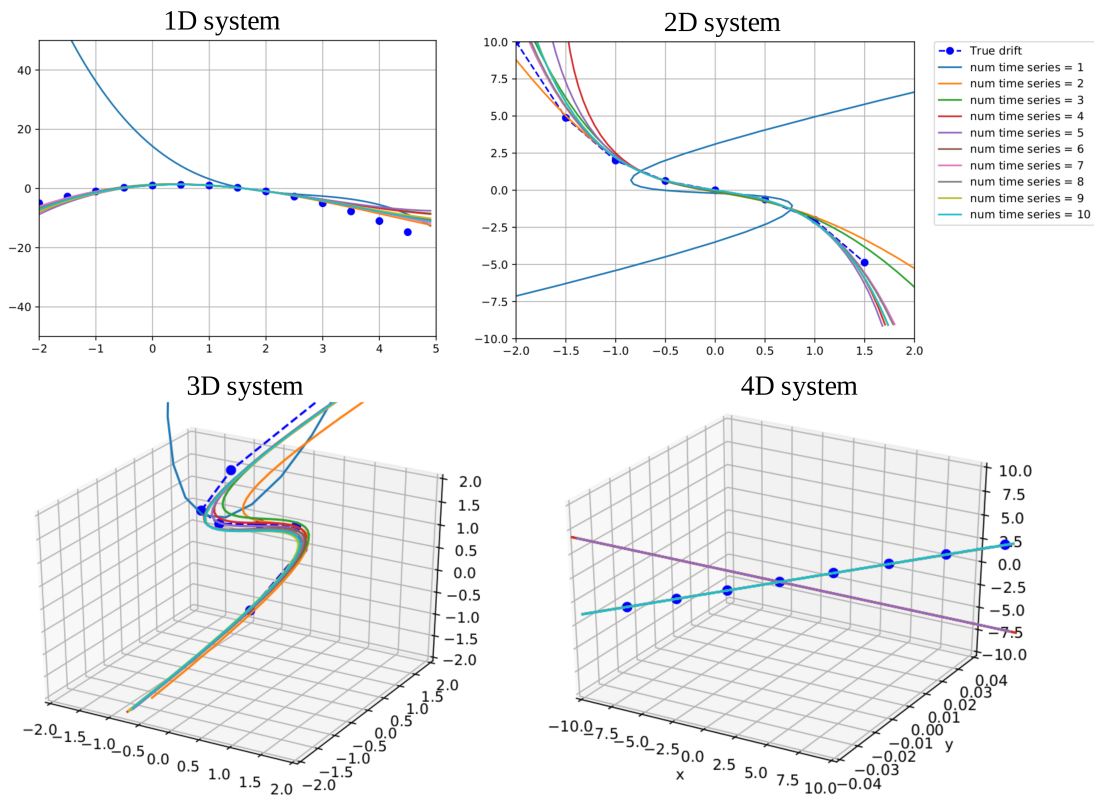 1D system
40
20
0
−20
−40
−2 −1 0 1 2 3 4 5
2D system
10.0
7.5
5.0
2.5
0.0
−2.5
−5.0
−7.5
−10.0
−2.0 −1.5 −1.0 −0.5 0.0 0.5 1.0 1.5 2.0
True drift
num time series = 1
num time series = 2
num time series = 3
num time series = 4
num time series = 5
num time series = 6
num time series = 7
num time series = 8
num time series = 9
num time series = 10
3D system
2.0
1.5
1.0
0.5
0.0
−0.5
−1.0
−1.5
−2.0
−2.0 −1.5 −1.0 −0.5 0.0 0.5 1.0 1.5 2.0
−2.0 −1.5 −1.0 −0.5 0.0 0.5 1.0 1.5 2.0
4D system
10.0
7.5
5.0
2.5
0.0
−2.5
−5.0
−7.5
−10.0
−10.0 −7.5 −5.0 −2.5 0.0 2.5 5.0 7.5 10.0
x
−0.04 −0.03 −0.02 −0.01 0.00 0.01 0.02 0.03 0.04
y